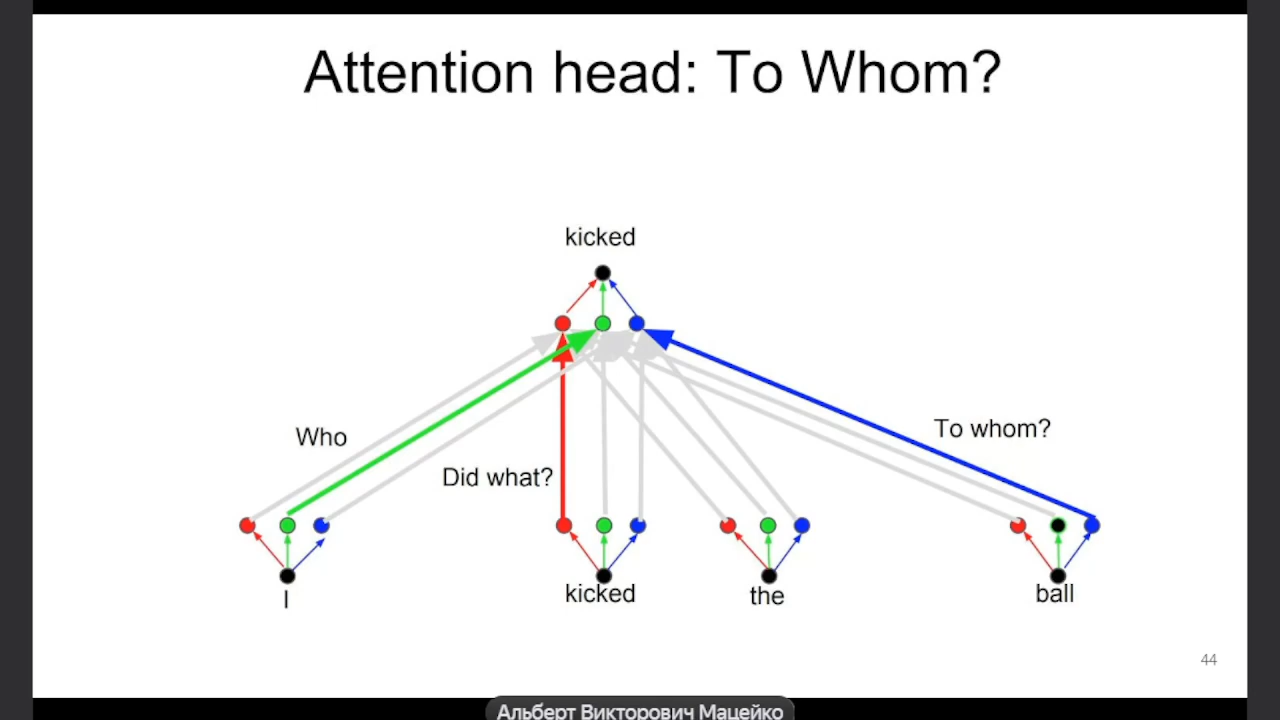 Attention head: To Whom?
kicked
Who
To whom?
Did what?
I
kicked
the
ball
44
Альберт Викторович Мацейко